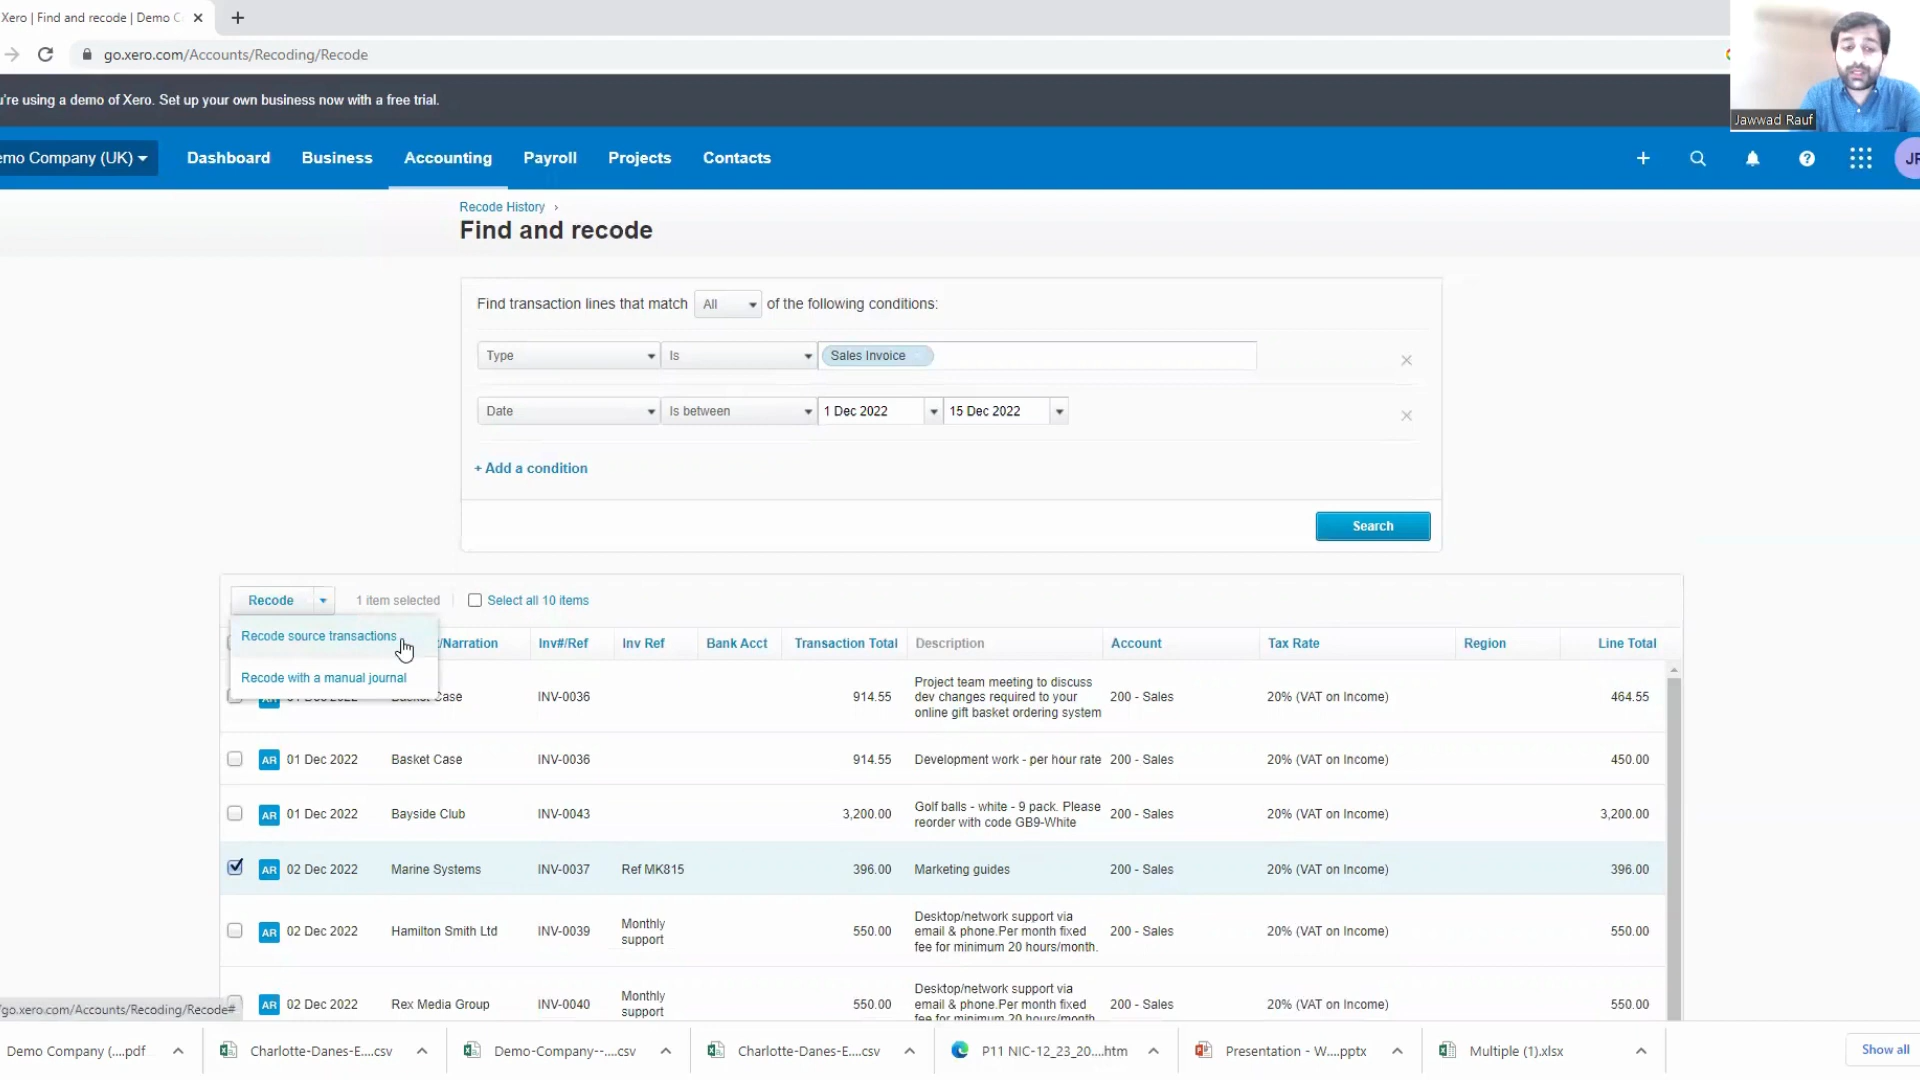 Xero | Find and recode | Demo C
go.xero.com/Accounts/Recoding/Recode
Jawwad Rauf
're using a demo of Xero. Set up your own business now with a free trial.
emo Company (UK)
Dashboard Business Accounting Payroll Projects Contacts
JR
Recode History ›
Find and recode
Find transaction lines that match All of the following conditions:
Type Is Sales Invoice
Date Is between 1 Dec 2022 15 Dec 2022
+ Add a condition
Search
Recode 1 item selected Select all 10 items
Recode source transactions
Recode with a manual journal
/Narration Inv#/Ref Inv Ref Bank Acct Transaction Total Description Account Tax Rate Region Line Total
AR 01 Dec 2022 Basket Case INV-0036 914.55 Project team meeting to discuss
dev changes required to your
online gift basket ordering system
200 - Sales 20% (VAT on Income) 464.55
AR 01 Dec 2022 Basket Case INV-0036 914.55 Development work - per hour rate 200 - Sales 20% (VAT on Income) 450.00
AR 01 Dec 2022 Bayside Club INV-0043 3,200.00 Golf balls - white - 9 pack. Please
reorder with code GB9-White
200 - Sales 20% (VAT on Income) 3,200.00
AR 02 Dec 2022 Marine Systems INV-0037 Ref MK815 396.00 Marketing guides 200 - Sales 20% (VAT on Income) 396.00
AR 02 Dec 2022 Hamilton Smith Ltd INV-0039 Monthly
support
550.00 Desktop/network support via
email & phone.Per month fixed
fee for minimum 20 hours/month.
200 - Sales 20% (VAT on Income) 550.00
AR 02 Dec 2022 Rex Media Group INV-0040 Monthly
support
550.00 Desktop/network support via
email & phone.Per month fixed
fee for minimum 20 hours/month.
200 - Sales 20% (VAT on Income) 550.00
/go.xero.com/Accounts/Recoding/Recode#
Demo Company (....pdf Charlotte-Danes-E....csv Demo-Company--....csv Charlotte-Danes-E....csv P11 NIC-12_23_20....htm Presentation - W....pptx Multiple (1).xlsx Show all